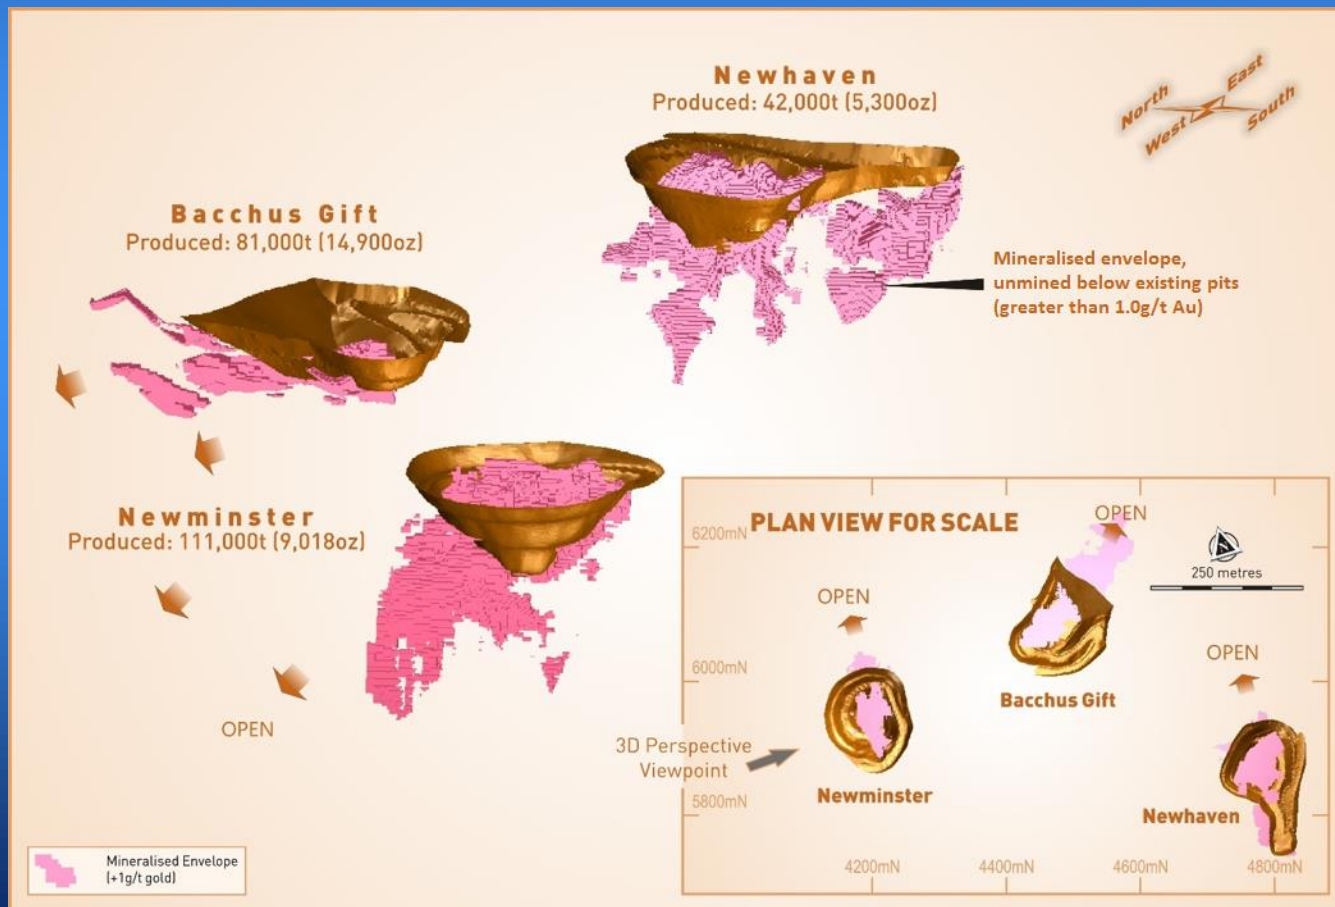 Newhaven
Produced: 42,000t (5,300oz)
North
East
West
South
Bacchus Gift
Produced: 81,000t (14,900oz)
Mineralised envelope,
unmined below existing pits
(greater than 1.0g/t Au)
Newminster
Produced: 111,000t (9,018oz)
OPEN
PLAN VIEW FOR SCALE
OPEN
6200mN
N
250 metres
OPEN
6000mN
OPEN
Bacchus Gift
3D Perspective
Viewpoint
5800mN
Newminster
Newhaven
4200mN
4400mN
4600mN
4800mN
Mineralised Envelope
(+1g/t gold)